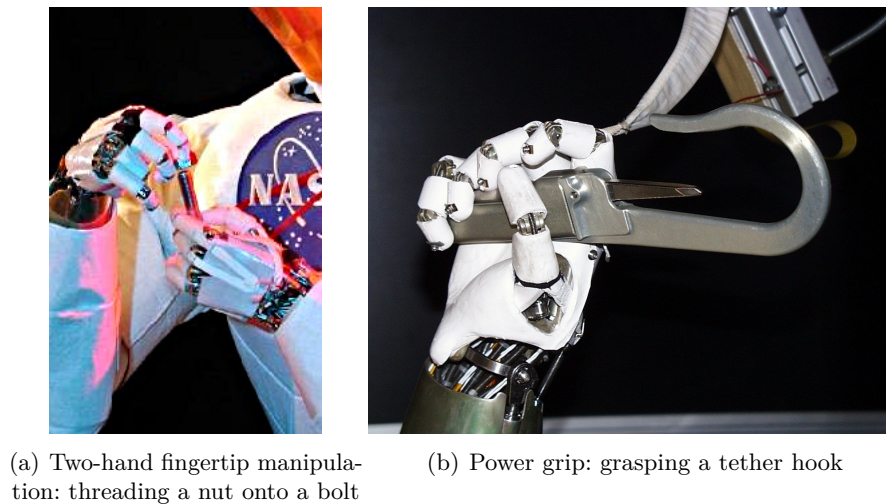 NAS
(a) Two-hand fingertip manipula-
tion: threading a nut onto a bolt
(b) Power grip: grasping a tether hook